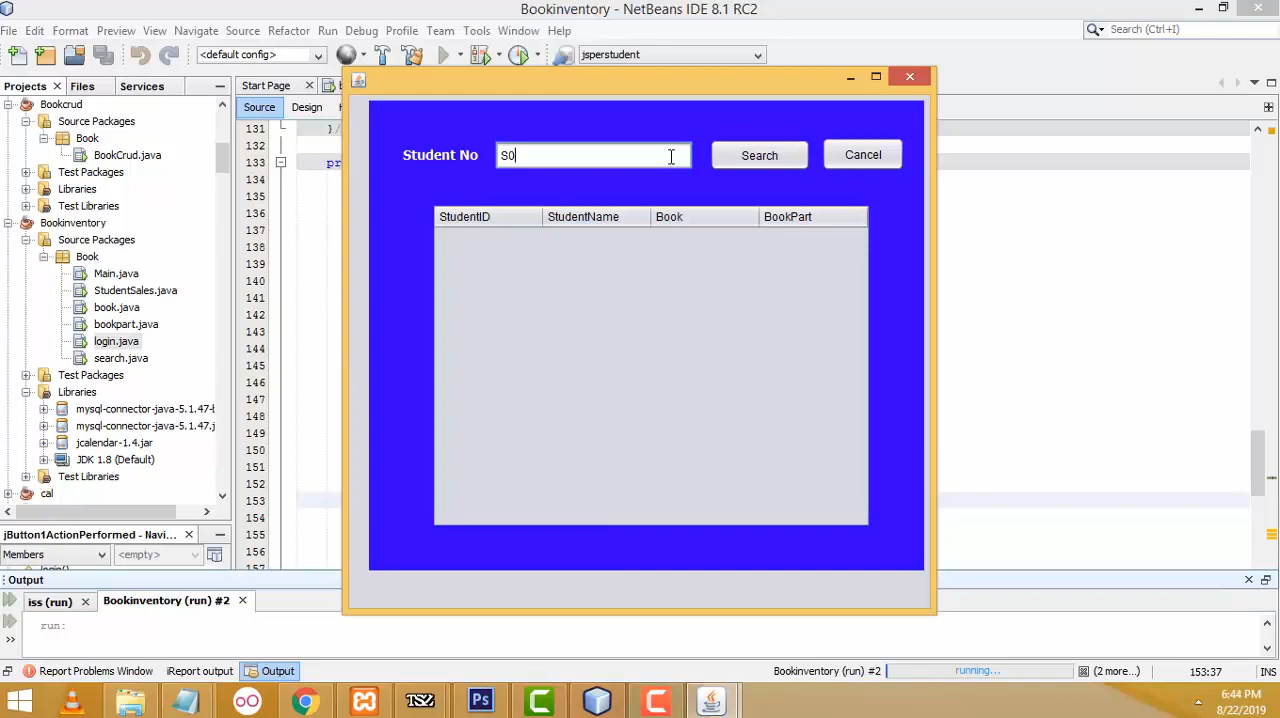 Bookinventory - NetBeans IDE 8.1 RC2
File Edit Format Preview View Navigate Source Refactor Run Debug Profile Team Tools Window Help
Search (Ctrl+I)
<default config>
jsperstudent
Projects Files Services
Start Page
Source Design
Bookcrud
Source Packages
Book
BookCrud.java
Test Packages
Libraries
Test Libraries
Bookinventory
Source Packages
Book
Main.java
StudentSales.java
book.java
bookpart.java
login.java
search.java
Test Packages
Libraries
mysql-connector-java-5.1.47-b
mysql-connector-java-5.1.47.j
jcalendar-1.4.jar
JDK 1.8 (Default)
Test Libraries
cal
jButton1ActionPerformed - Navi...
Members
<empty>
131 }/
132
133 pr
134
135
136
137
138
139
140
141
142
143
144
145
146
147
148
149
150
151
152
153
154
155
156
Student No
S0
Search
Cancel
StudentID StudentName Book BookPart
Output
iss (run) Bookinventory (run) #2
run:
Report Problems Window iReport output Output
Bookinventory (run) #2 running... (2 more...) 153:37 INS
TSZ
Ps
6:44 PM
8/22/2019